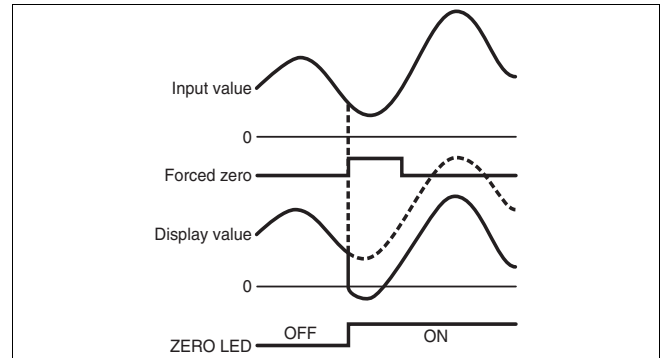 Input value
0
Forced zero
Display value
0
OFF
ON
ZERO LED